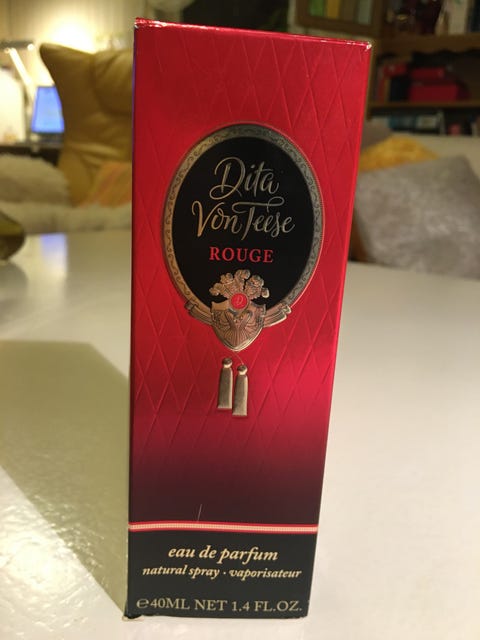 Dita
Von Teese
ROUGE
D
eau de parfum
natural spray · vaporisateur
℮40ML NET 1.4 FL.OZ.